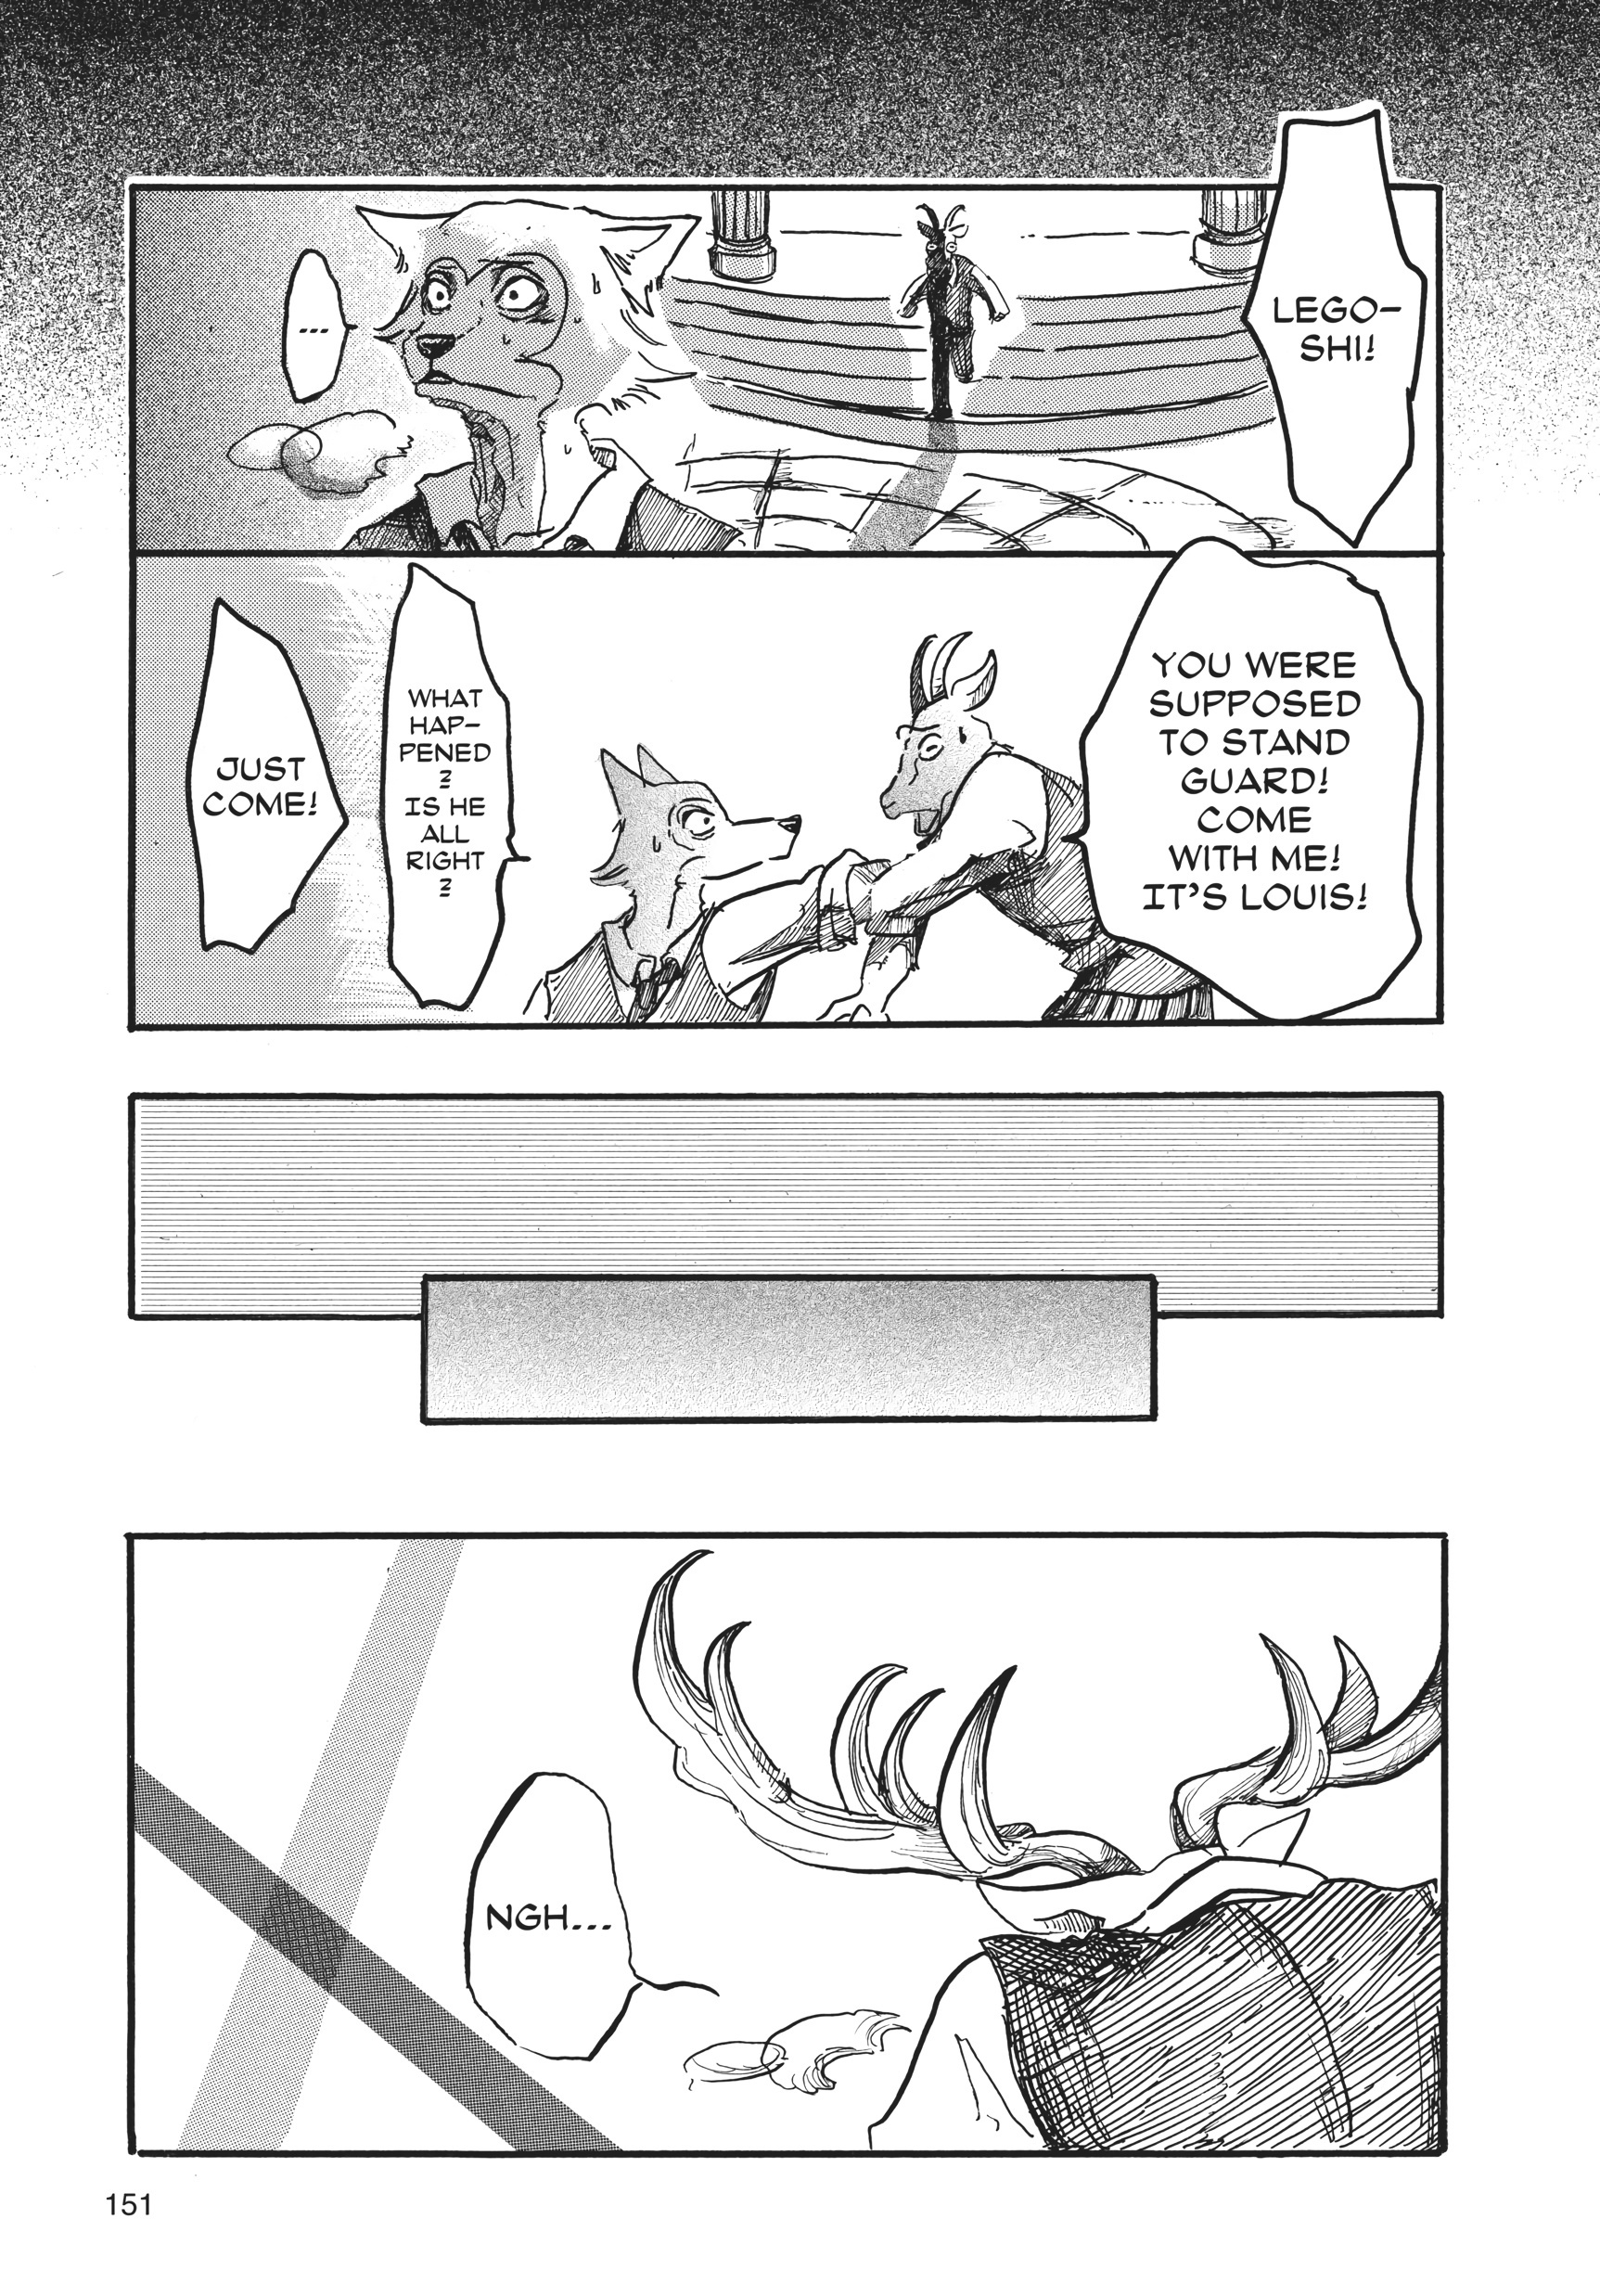 LEGO-
SHI!
---
YOU WERE
SUPPOSED
TO STAND
GUARD!
COME
WITH ME!
IT'S LOUIS!
WHAT
HAP-
PENED
?
IS HE
ALL
RIGHT
?
JUST
COME!
NGH...
151